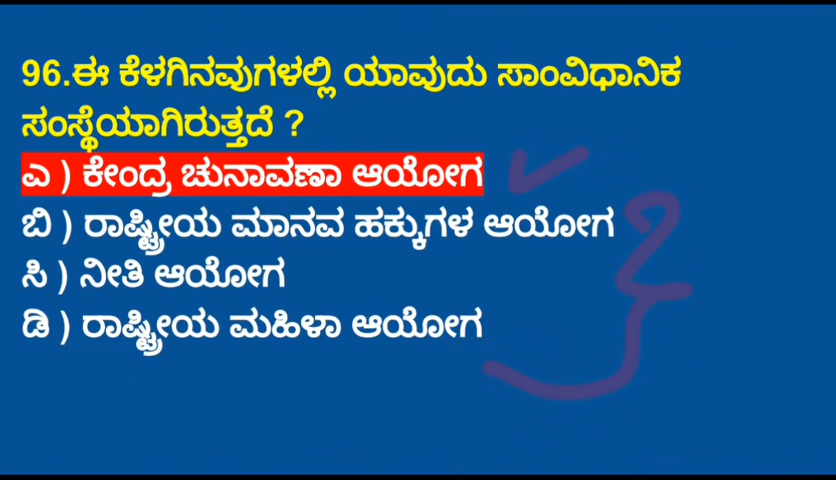 96.ಈ ಕೆಳಗಿನವುಗಳಲ್ಲಿ ಯಾವುದು ಸಾಂವಿಧಾನಿಕ
ಸಂಸ್ಥೆಯಾಗಿರುತ್ತದೆ ?
ಎ ) ಕೇಂದ್ರ ಚುನಾವಣಾ ಆಯೋಗ
ಬಿ ) ರಾಷ್ಟ್ರೀಯ ಮಾನವ ಹಕ್ಕುಗಳ ಆಯೋಗ
ಸಿ ) ನೀತಿ ಆಯೋಗ
ಡಿ ) ರಾಷ್ಟ್ರೀಯ ಮಹಿಳಾ ಆಯೋಗ